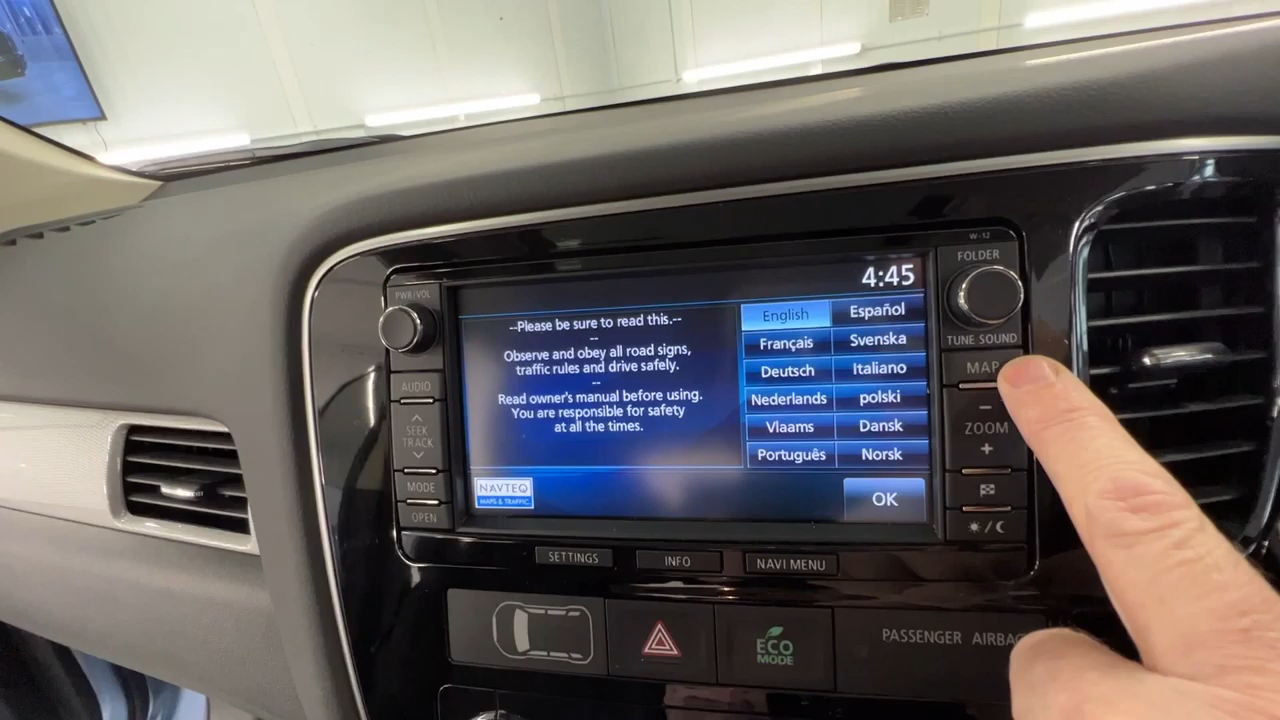 W-12
PWR/VOL
FOLDER
TUNE SOUND
4:45
--Please be sure to read this.--
--
Observe and obey all road signs,
traffic rules and drive safely.
--
Read owner's manual before using.
You are responsible for safety
at all the times.
English
Español
Français
Svenska
Deutsch
Italiano
Nederlands
polski
Vlaams
Dansk
Português
Norsk
NAVTEQ
MAPS & TRAFFIC
OK
AUDIO
SEEK
TRACK
MODE
OPEN
MAP
–
ZOOM
+
SETTINGS
INFO
NAVI MENU
ECO
MODE
PASSENGER